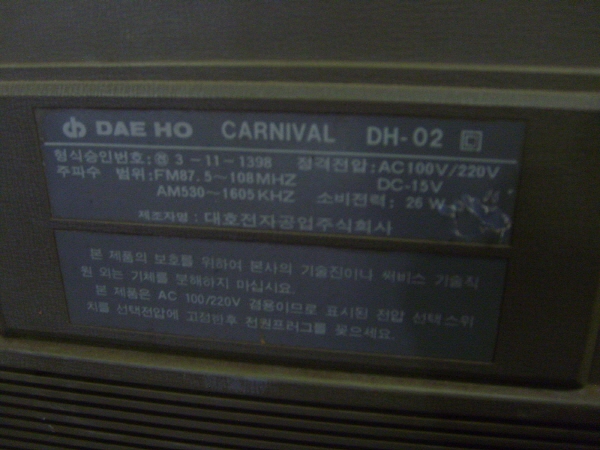 dh DAE HO CARNIVAL DH-02
형식승인번호: 3-11-1398 정격전압:AC100V/220V
주파수 범위:FM87.5~108MHZ DC-15V
AM530~1605KHZ 소비전력: 26W
제조자명: 대호전자공업주식회사
본 제품의 보호를 위하여 본사의 기술진이나 써비스 기술직
원 외는 기체를 분해하지 마십시요.
본 제품은 AC 100/220V 겸용이므로 표시된 전압 선택스위
치를 선택전압에 고정한후 전원프러그를 꽂으세요.